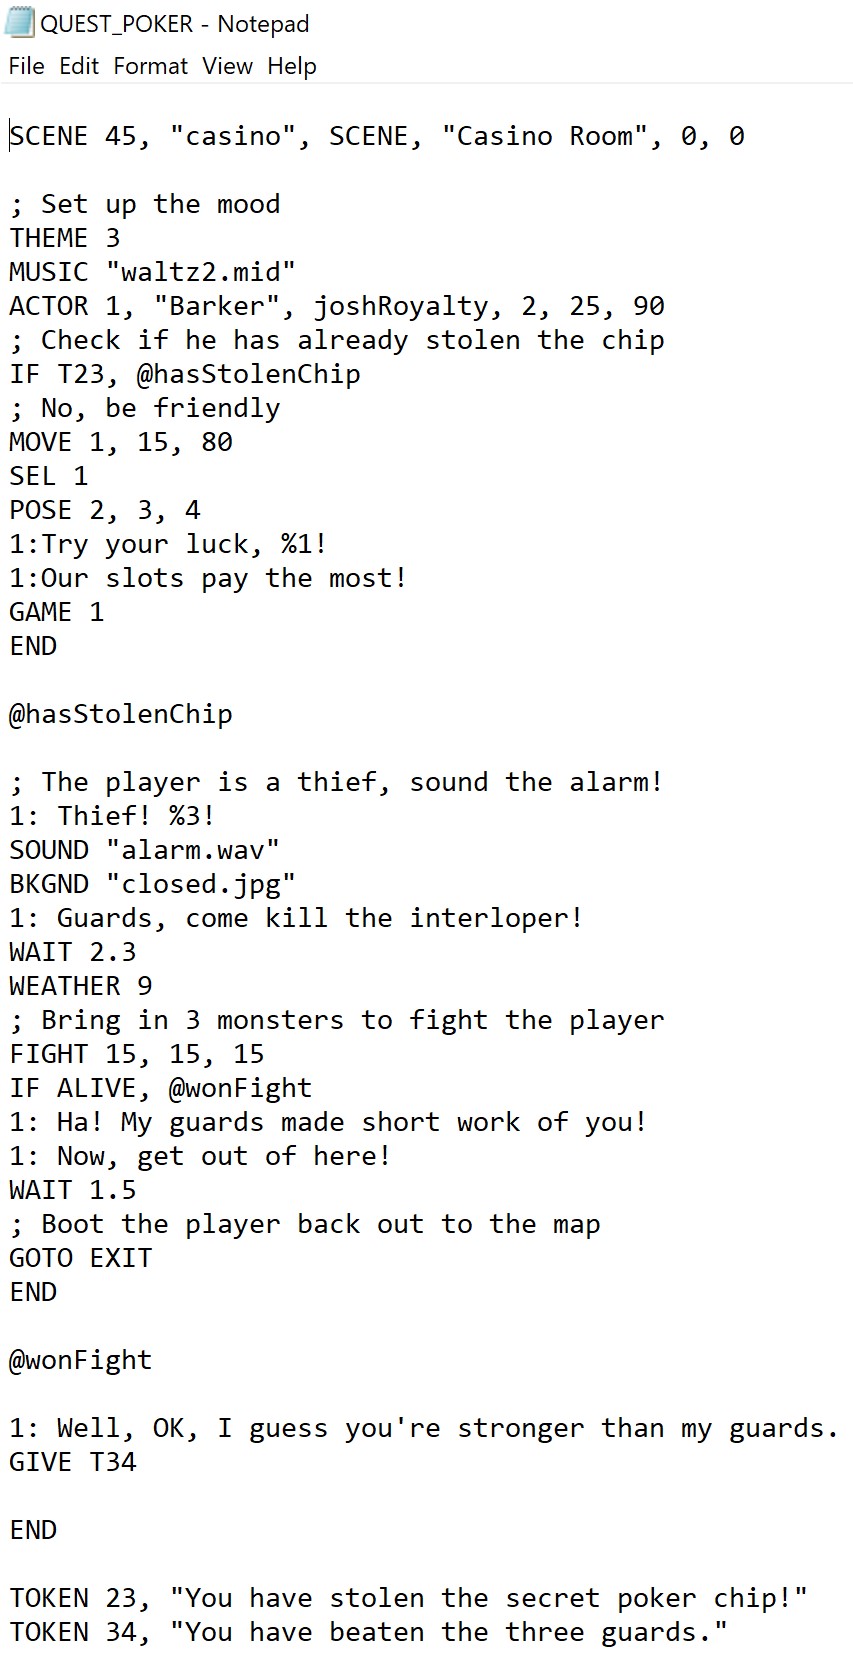 QUEST_POKER - Notepad
File Edit Format View Help
SCENE 45, "casino", SCENE, "Casino Room", 0, 0
; Set up the mood
THEME 3
MUSIC "waltz2.mid"
ACTOR 1, "Barker", joshRoyalty, 2, 25, 90
; Check if he has already stolen the chip
IF T23, @hasStolenChip
; No, be friendly
MOVE 1, 15, 80
SEL 1
POSE 2, 3, 4
1:Try your luck, %1!
1:Our slots pay the most!
GAME 1
END
@hasStolenChip
; The player is a thief, sound the alarm!
1: Thief! %3!
SOUND "alarm.wav"
BKGND "closed.jpg"
1: Guards, come kill the interloper!
WAIT 2.3
WEATHER 9
; Bring in 3 monsters to fight the player
FIGHT 15, 15, 15
IF ALIVE, @wonFight
1: Ha! My guards made short work of you!
1: Now, get out of here!
WAIT 1.5
; Boot the player back out to the map
GOTO EXIT
END
@wonFight
1: Well, OK, I guess you're stronger than my guards.
GIVE T34
END
TOKEN 23, "You have stolen the secret poker chip!"
TOKEN 34, "You have beaten the three guards."